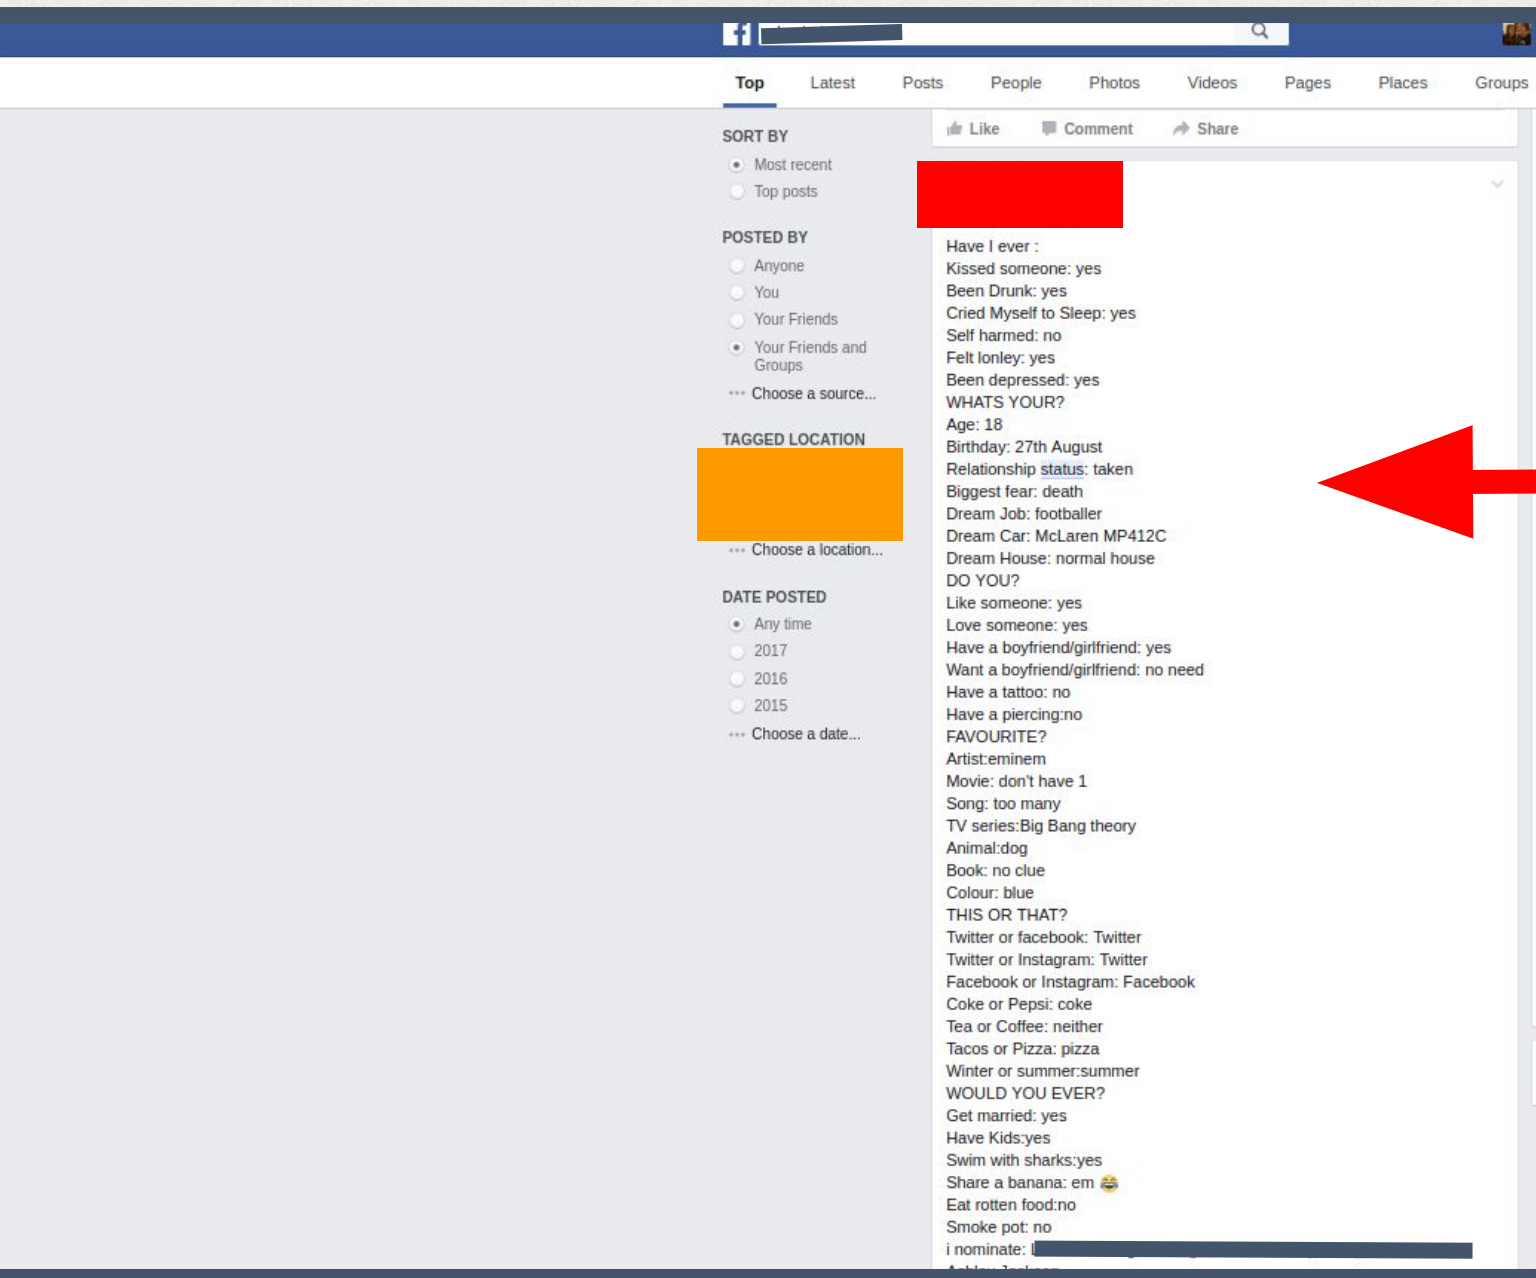 f
Top Latest Posts People Photos Videos Pages Places Groups
Like Comment Share
SORT BY
Most recent
Top posts
POSTED BY
Anyone
You
Your Friends
Your Friends and
Groups
Choose a source...
TAGGED LOCATION
Choose a location...
DATE POSTED
Any time
2017
2016
2015
Choose a date...
Have I ever :
Kissed someone: yes
Been Drunk: yes
Cried Myself to Sleep: yes
Self harmed: no
Felt lonley: yes
Been depressed: yes
WHATS YOUR?
Age: 18
Birthday: 27th August
Relationship status: taken
Biggest fear: death
Dream Job: footballer
Dream Car: McLaren MP412C
Dream House: normal house
DO YOU?
Like someone: yes
Love someone: yes
Have a boyfriend/girlfriend: yes
Want a boyfriend/girlfriend: no need
Have a tattoo: no
Have a piercing:no
FAVOURITE?
Artist:eminem
Movie: don't have 1
Song: too many
TV series:Big Bang theory
Animal:dog
Book: no clue
Colour: blue
THIS OR THAT?
Twitter or facebook: Twitter
Twitter or Instagram: Twitter
Facebook or Instagram: Facebook
Coke or Pepsi: coke
Tea or Coffee: neither
Tacos or Pizza: pizza
Winter or summer:summer
WOULD YOU EVER?
Get married: yes
Have Kids:yes
Swim with sharks:yes
Share a banana: em 😂
Eat rotten food:no
Smoke pot: no
i nominate: